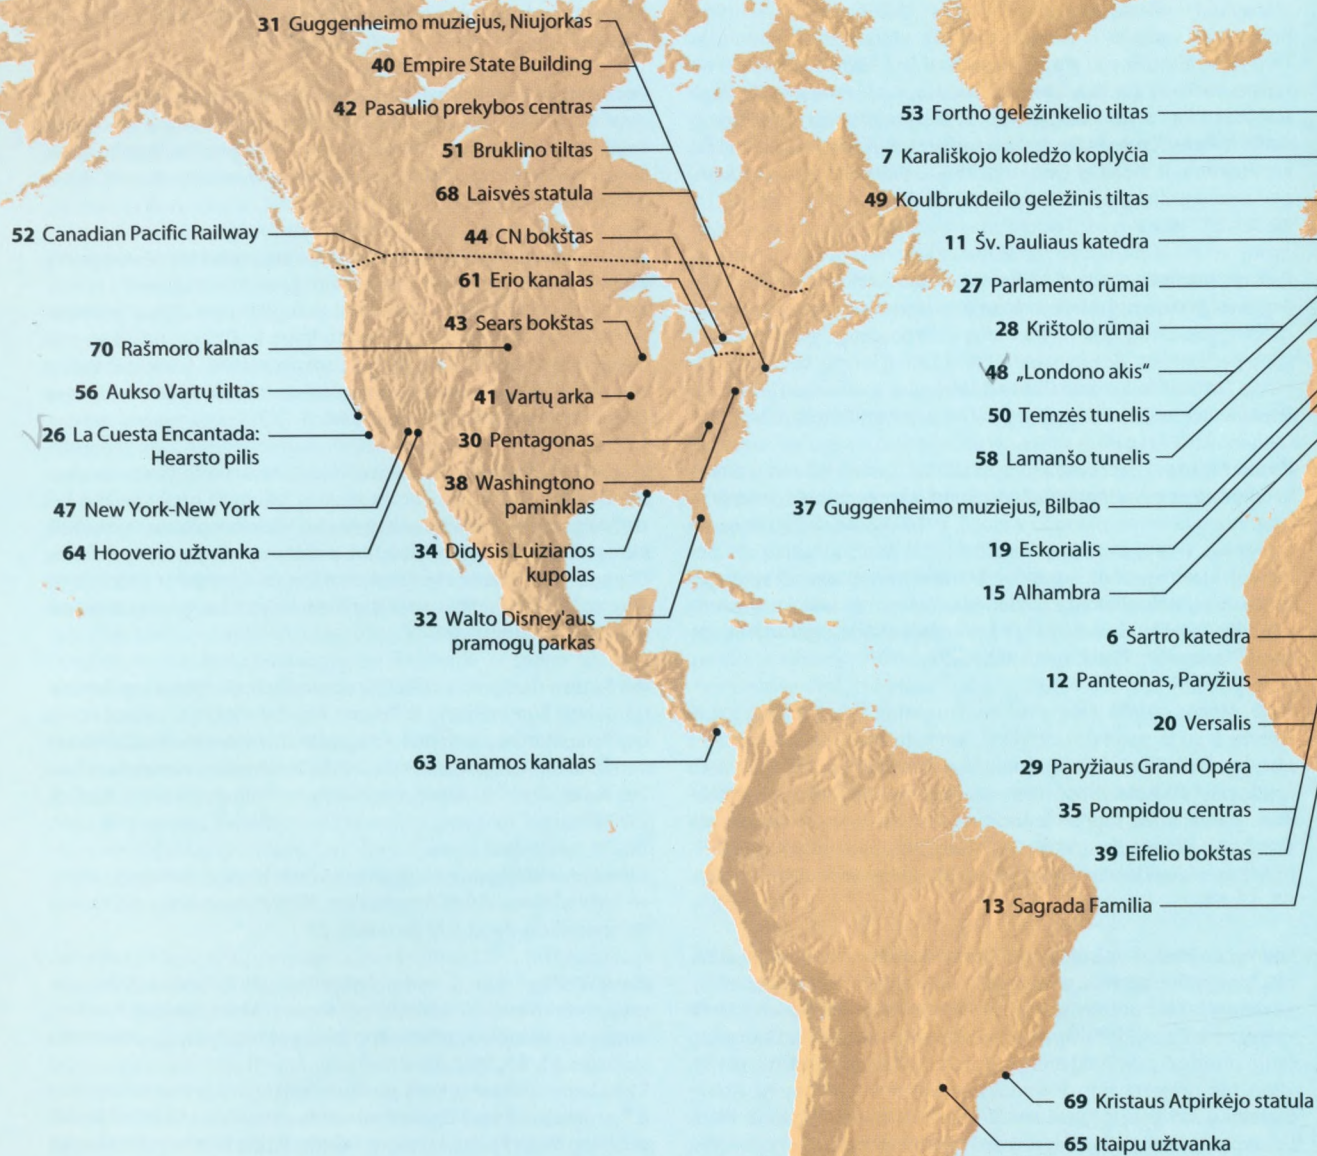 31 Guggenheimo muziejus, Niujorkas
40 Empire State Building
42 Pasaulio prekybos centras
51 Bruklino tiltas
68 Laisvės statula
52 Canadian Pacific Railway
44 CN bokštas
61 Erio kanalas
43 Sears bokštas
70 Rašmoro kalnas
56 Aukso Vartų tiltas
41 Vartų arka
26 La Cuesta Encantada:
Hearsto pilis
30 Pentagonas
38 Washingtono
paminklas
47 New York-New York
64 Hooverio užtvanka
34 Didysis Luizianos
kupolas
32 Walto Disney'aus
pramogų parkas
63 Panamos kanalas
53 Fortho geležinkelio tiltas
7 Karališkojo koledžo koplyčia
49 Koulbrukdeilo geležinis tiltas
11 Šv. Pauliaus katedra
27 Parlamento rūmai
28 Krištolo rūmai
48 „Londono akis“
50 Temzės tunelis
58 Lamanšo tunelis
37 Guggenheimo muziejus, Bilbao
19 Eskorialis
15 Alhambra
6 Šartro katedra
12 Panteonas, Paryžius
20 Versalis
29 Paryžiaus Grand Opéra
35 Pompidou centras
39 Eifelio bokštas
13 Sagrada Familia
69 Kristaus Atpirkėjo statula
65 Itaipu užtvanka